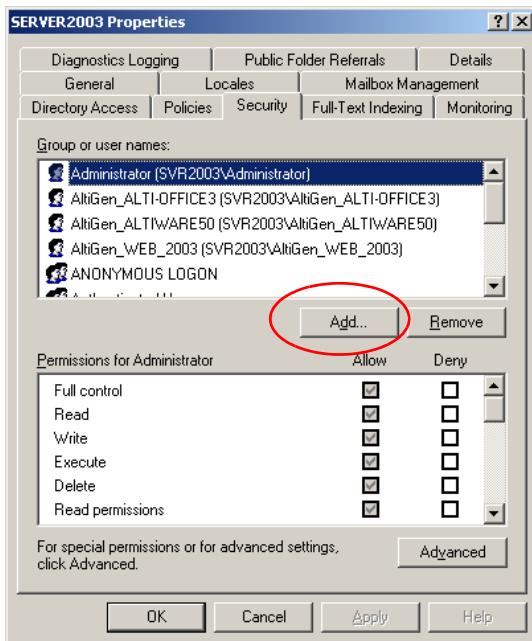 SERVER2003 Properties
Diagnostics Logging Public Folder Referrals Details
General Locales Mailbox Management
Directory Access Policies Security Full-Text Indexing Monitoring
Group or user names:
Administrator (SVR2003\Administrator)
AltiGen_ALTI-OFFICE3 (SVR2003\AltiGen_ALTI-OFFICE3)
AltiGen_ALTIWARE50 (SVR2003\AltiGen_ALTIWARE50)
AltiGen_WEB_2003 (SVR2003\AltiGen_WEB_2003)
ANONYMOUS LOGON
Add... Remove
Permissions for Administrator Allow Deny
Full control
Read
Write
Execute
Delete
Read permissions
For special permissions or for advanced settings,
click Advanced.
Advanced
OK Cancel Apply Help